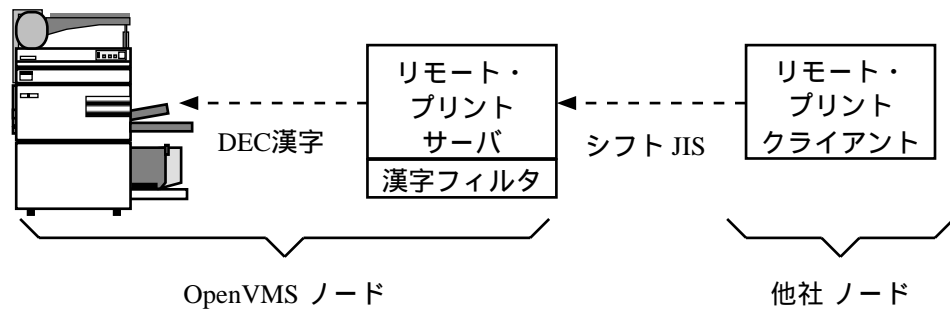 リモート・
プリント
サーバ
漢字フィルタ
リモート・
プリント
クライアント
DEC漢字
シフト JIS
OpenVMS ノード
他社 ノード